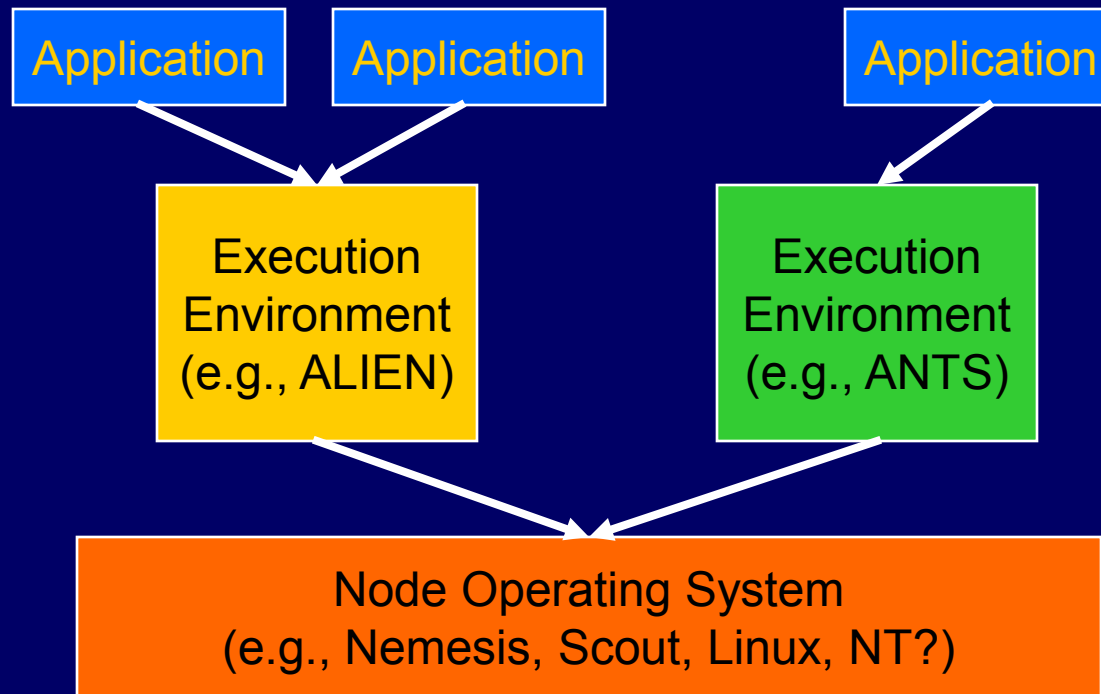 Application
Application
Application
Execution
Environment
(e.g., ALIEN)
Execution
Environment
(e.g., ANTS)
Node Operating System
(e.g., Nemesis, Scout, Linux, NT?)